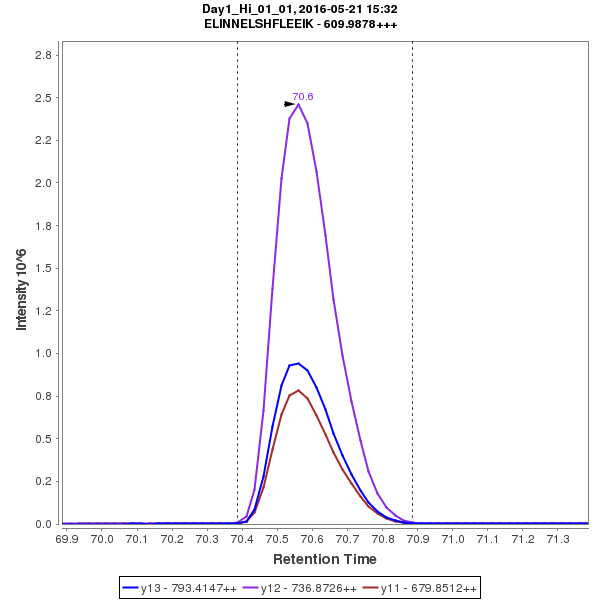 Day1_Hi_01_01, 2016-05-21 15:32
ELINNELSHFLEEIK - 609.9878+++
70.6
2.8
2.5
2.2
2.0
1.8
1.5
1.2
1.0
0.8
0.5
0.2
0.0
Intensity 10^6
69.9 70.0 70.1 70.2 70.3 70.4 70.5 70.6 70.7 70.8 70.9 71.0 71.1 71.2 71.3
Retention Time
y13 - 793.4147++ y12 - 736.8726++ y11 - 679.8512++